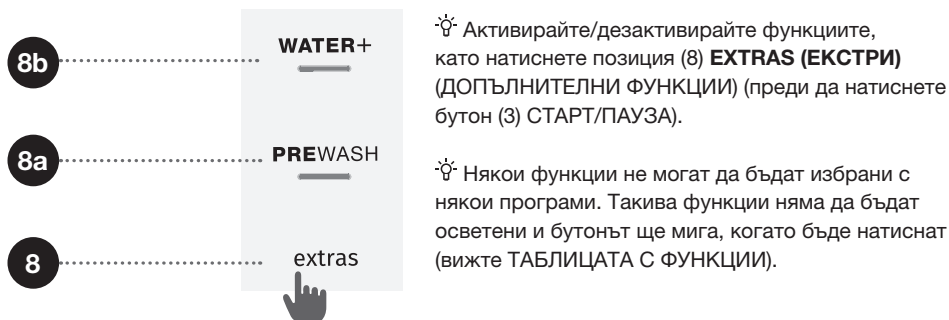 8b
WATER+
8a
PREWASH
8
extras
Активирайте/дезактивирайте функциите,
като натиснете позиция (8) EXTRAS (ЕКСТРИ)
(ДОПЪЛНИТЕЛНИ ФУНКЦИИ) (преди да натиснете
бутон (3) СТАРТ/ПАУЗА).
Някои функции не могат да бъдат избрани с
някои програми. Такива функции няма да бъдат
осветени и бутонът ще мига, когато бъде натиснат
(вижте ТАБЛИЦАТА С ФУНКЦИИ).